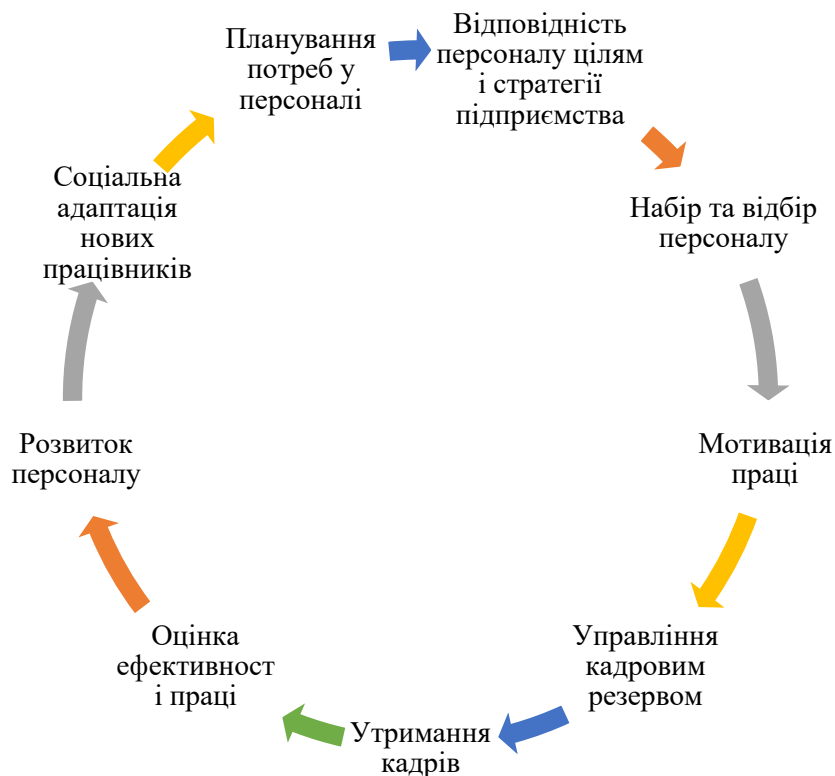 Планування
потреб у
персоналі
Відповідність
персоналу цілям
і стратегії
підприємства
Набір та відбір
персоналу
Мотивація
праці
Управління
кадровим
резервом
Утримання
кадрів
Оцінка
ефективност
і праці
Розвиток
персоналу
Соціальна
адаптація
нових
працівників